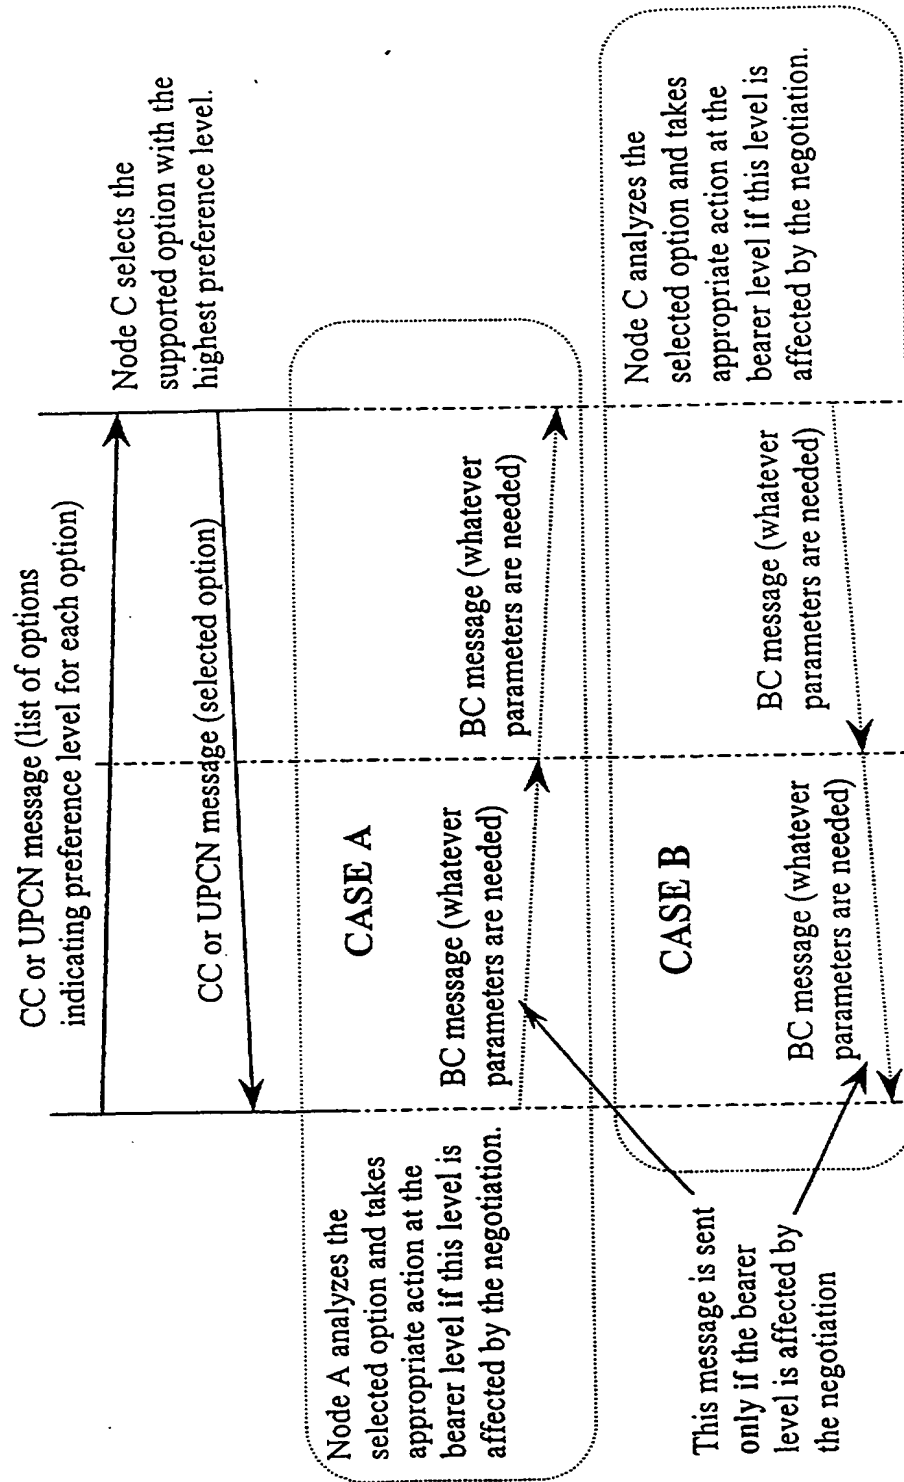 CC or UPCN message (list of options
indicating preference level for each option)
Node C selects the
supported option with the
highest preference level.
CC or UPCN message (selected option)
CASE A
Node A analyzes the
selected option and takes
appropriate action at the
bearer level if this level is
affected by the negotiation.
BC message (whatever
parameters are needed)
BC message (whatever
parameters are needed)
CASE B
Node C analyzes the
selected option and takes
appropriate action at the
bearer level if this level is
affected by the negotiation.
BC message (whatever
parameters are needed)
BC message (whatever
parameters are needed)
This message is sent
only if the bearer
level is affected by
the negotiation